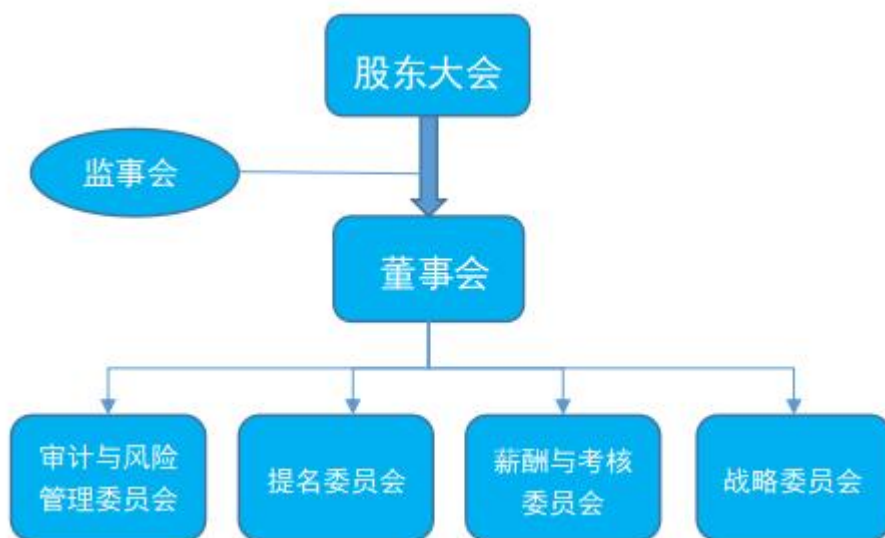 股东大会
监事会
董事会
审计与风险
管理委员会
提名委员会
薪酬与考核
委员会
战略委员会